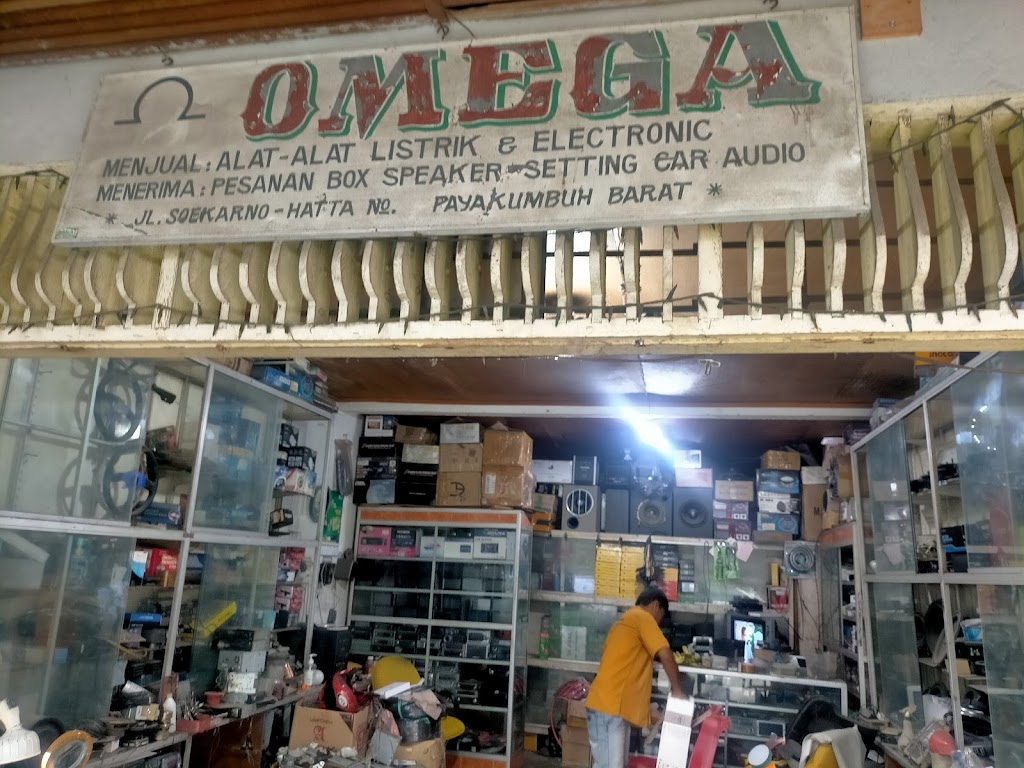 Ω OMEGA
MENJUAL : ALAT-ALAT LISTRIK & ELECTRONIC
MENERIMA : PESANAN BOX SPEAKER-SETTING CAR AUDIO
* JL. SOEKARNO-HATTA No. PAYAKUMBUH BARAT *